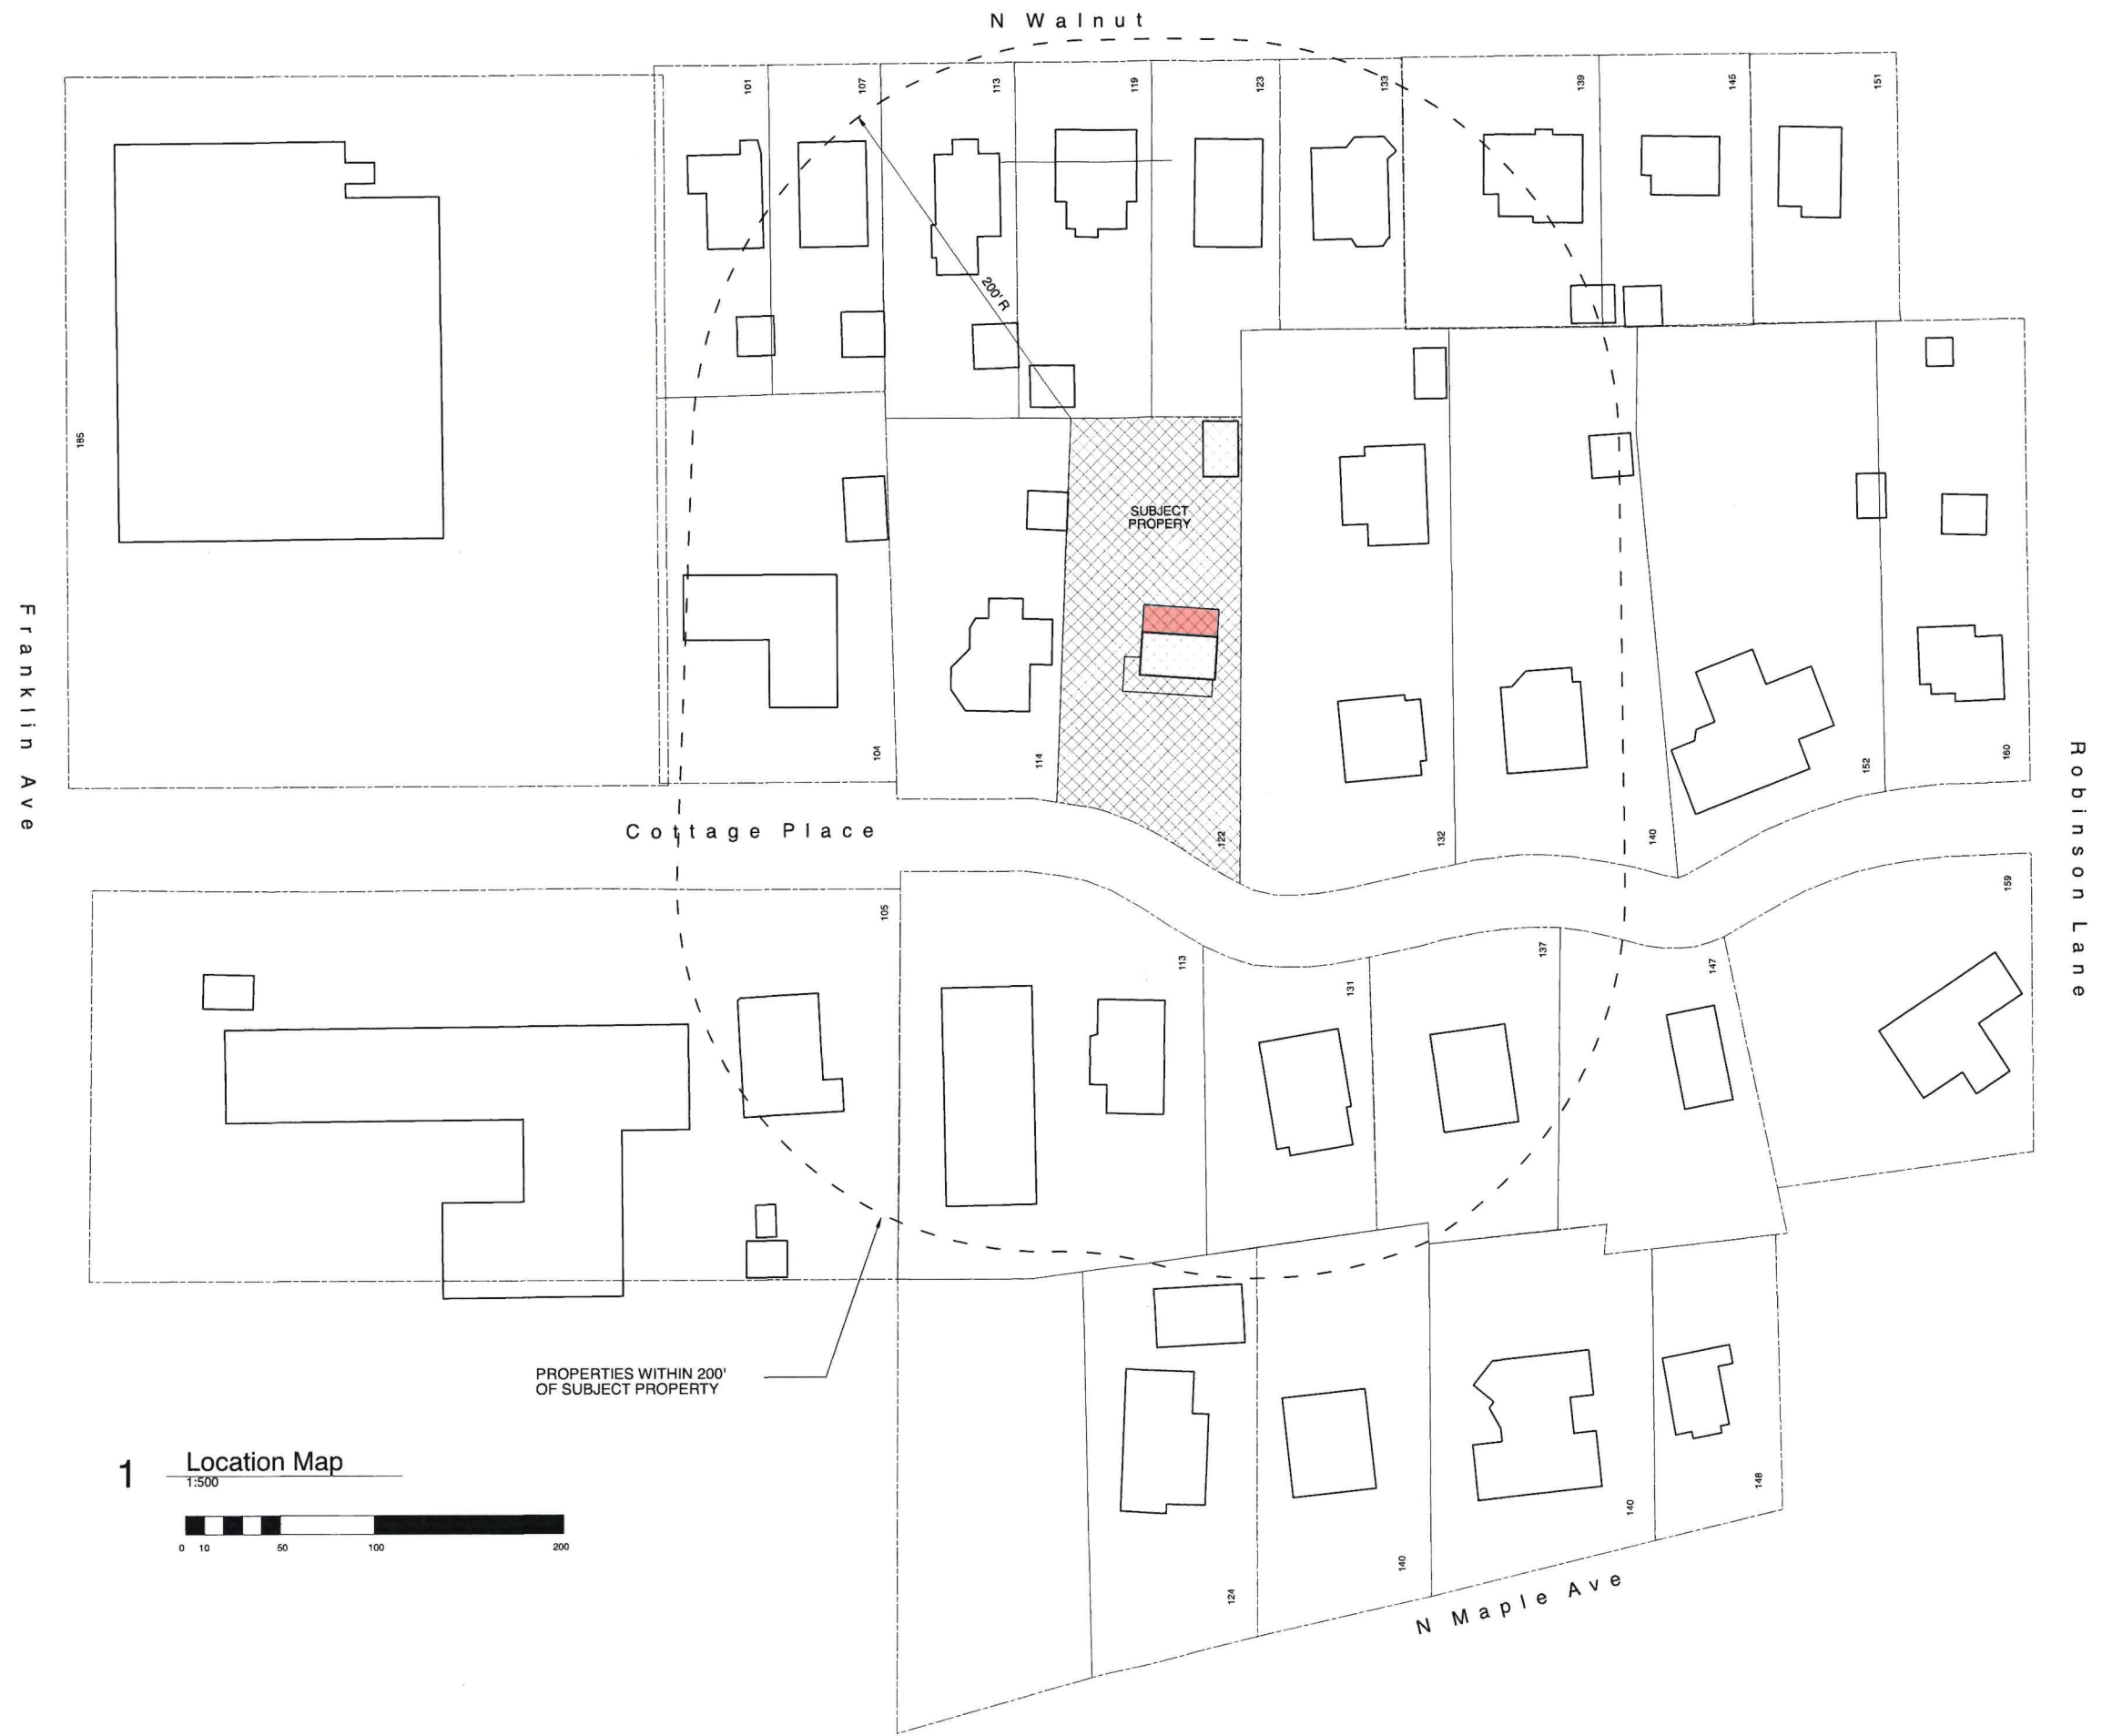 N Walnut
101
107
113
119
123
133
139
145
151
200' R
185
SUBJECT
PROPERY
Franklin Ave
Robinson Lane
104
114
122
132
140
152
160
Cottage Place
105
113
131
137
147
159
PROPERTIES WITHIN 200'
OF SUBJECT PROPERTY
1 Location Map
1:500
0 10 50 100 200
124
140
140
148
N Maple Ave